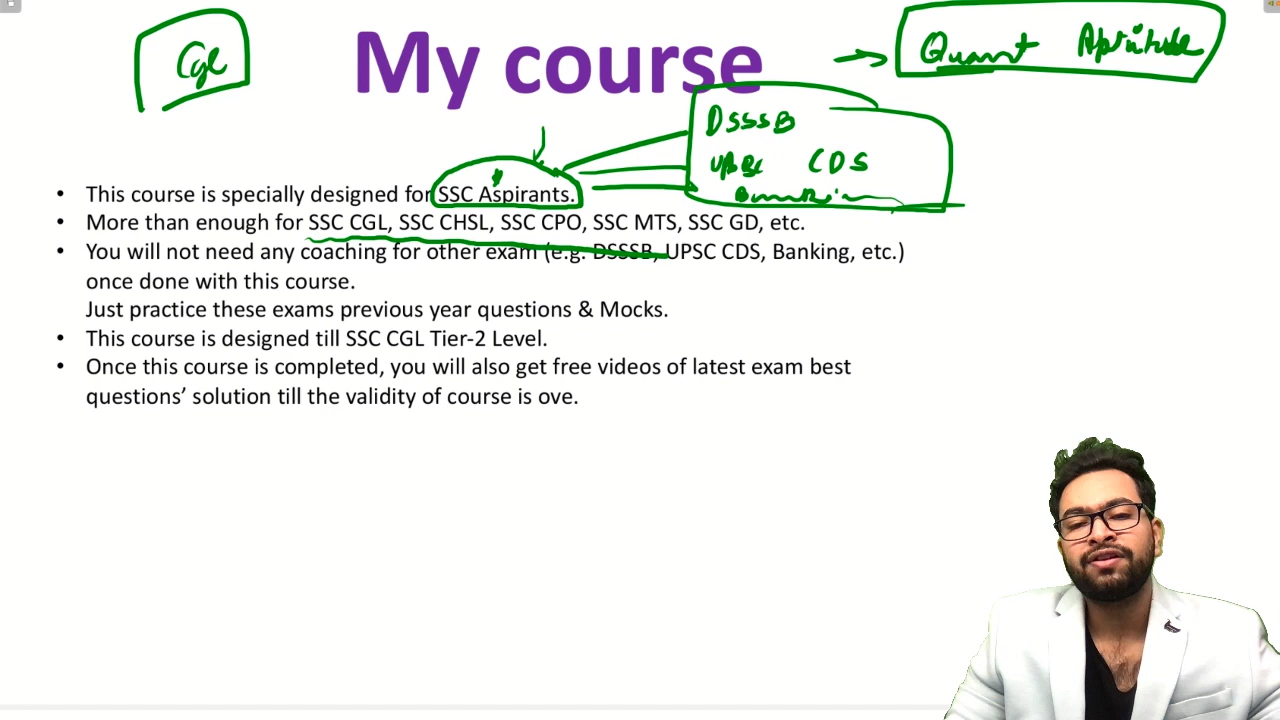 Cgl
My course
Quant Aptitude
DSSSB
UPSC CDS
• This course is specially designed for SSC Aspirants.
• More than enough for SSC CGL, SSC CHSL, SSC CPO, SSC MTS, SSC GD, etc.
• You will not need any coaching for other exam (e.g. DSSSB, UPSC CDS, Banking, etc.)
once done with this course.
Just practice these exams previous year questions & Mocks.
• This course is designed till SSC CGL Tier-2 Level.
• Once this course is completed, you will also get free videos of latest exam best
questions’ solution till the validity of course is ove.